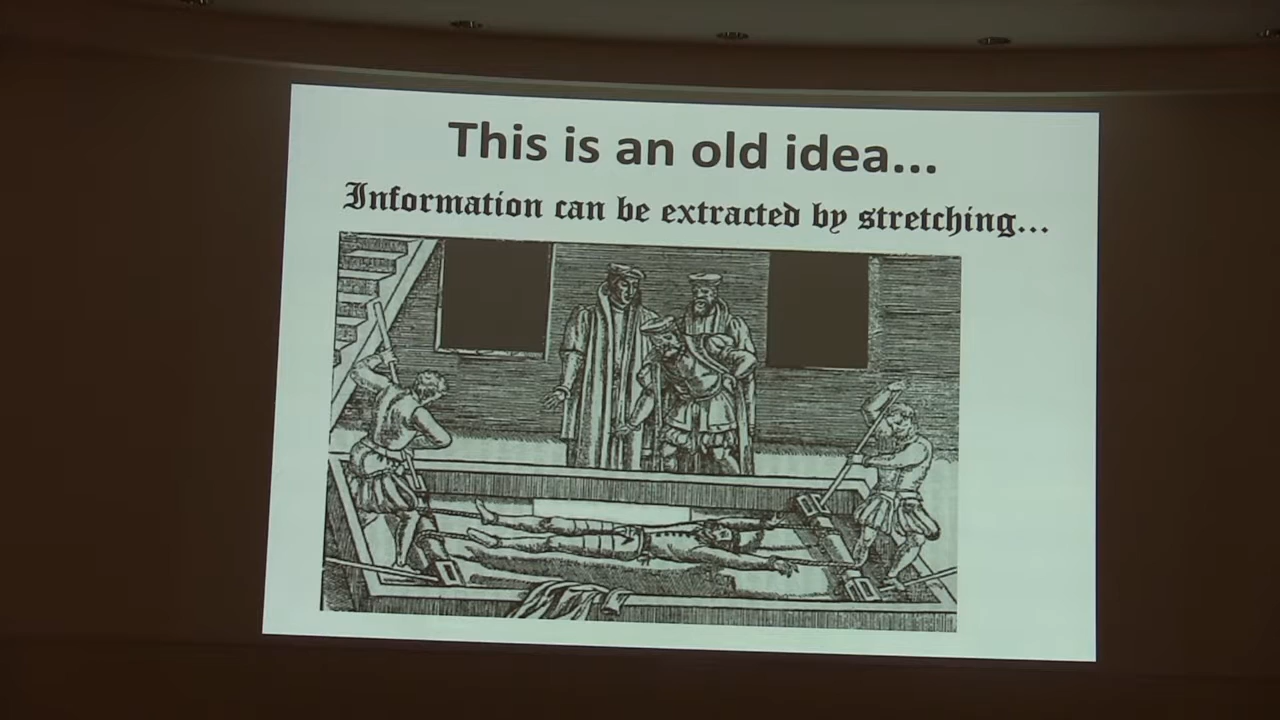 This is an old idea...
Information can be extracted by stretching...